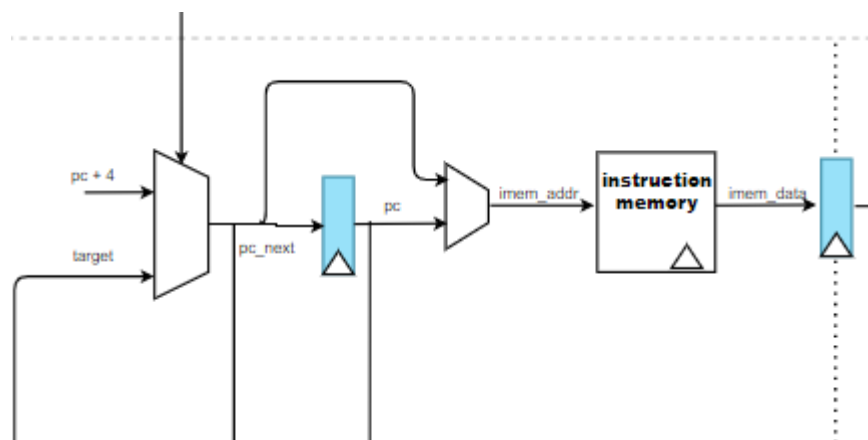 pc + 4
target
pc_next
pc
imem_addr
instruction
memory
imem_data